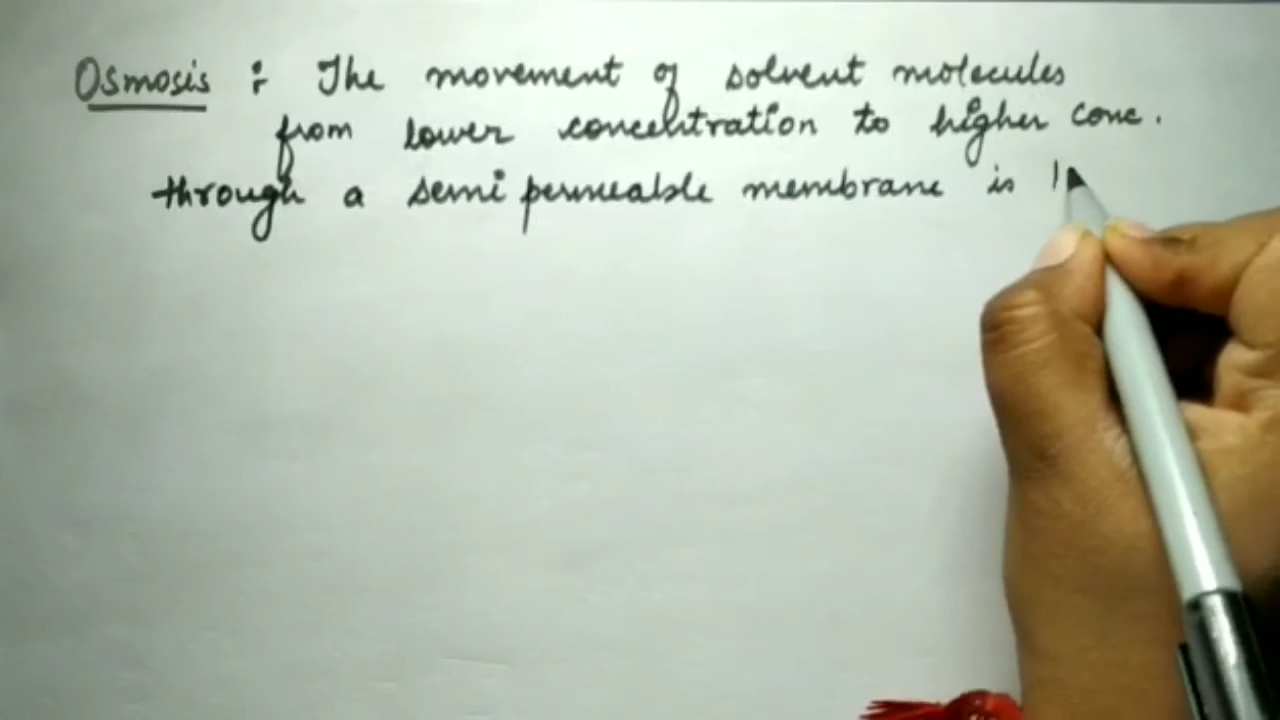 Osmosis : The movement of solvent molecules
from lower concentration to higher conc.
through a semi permeable membrane is